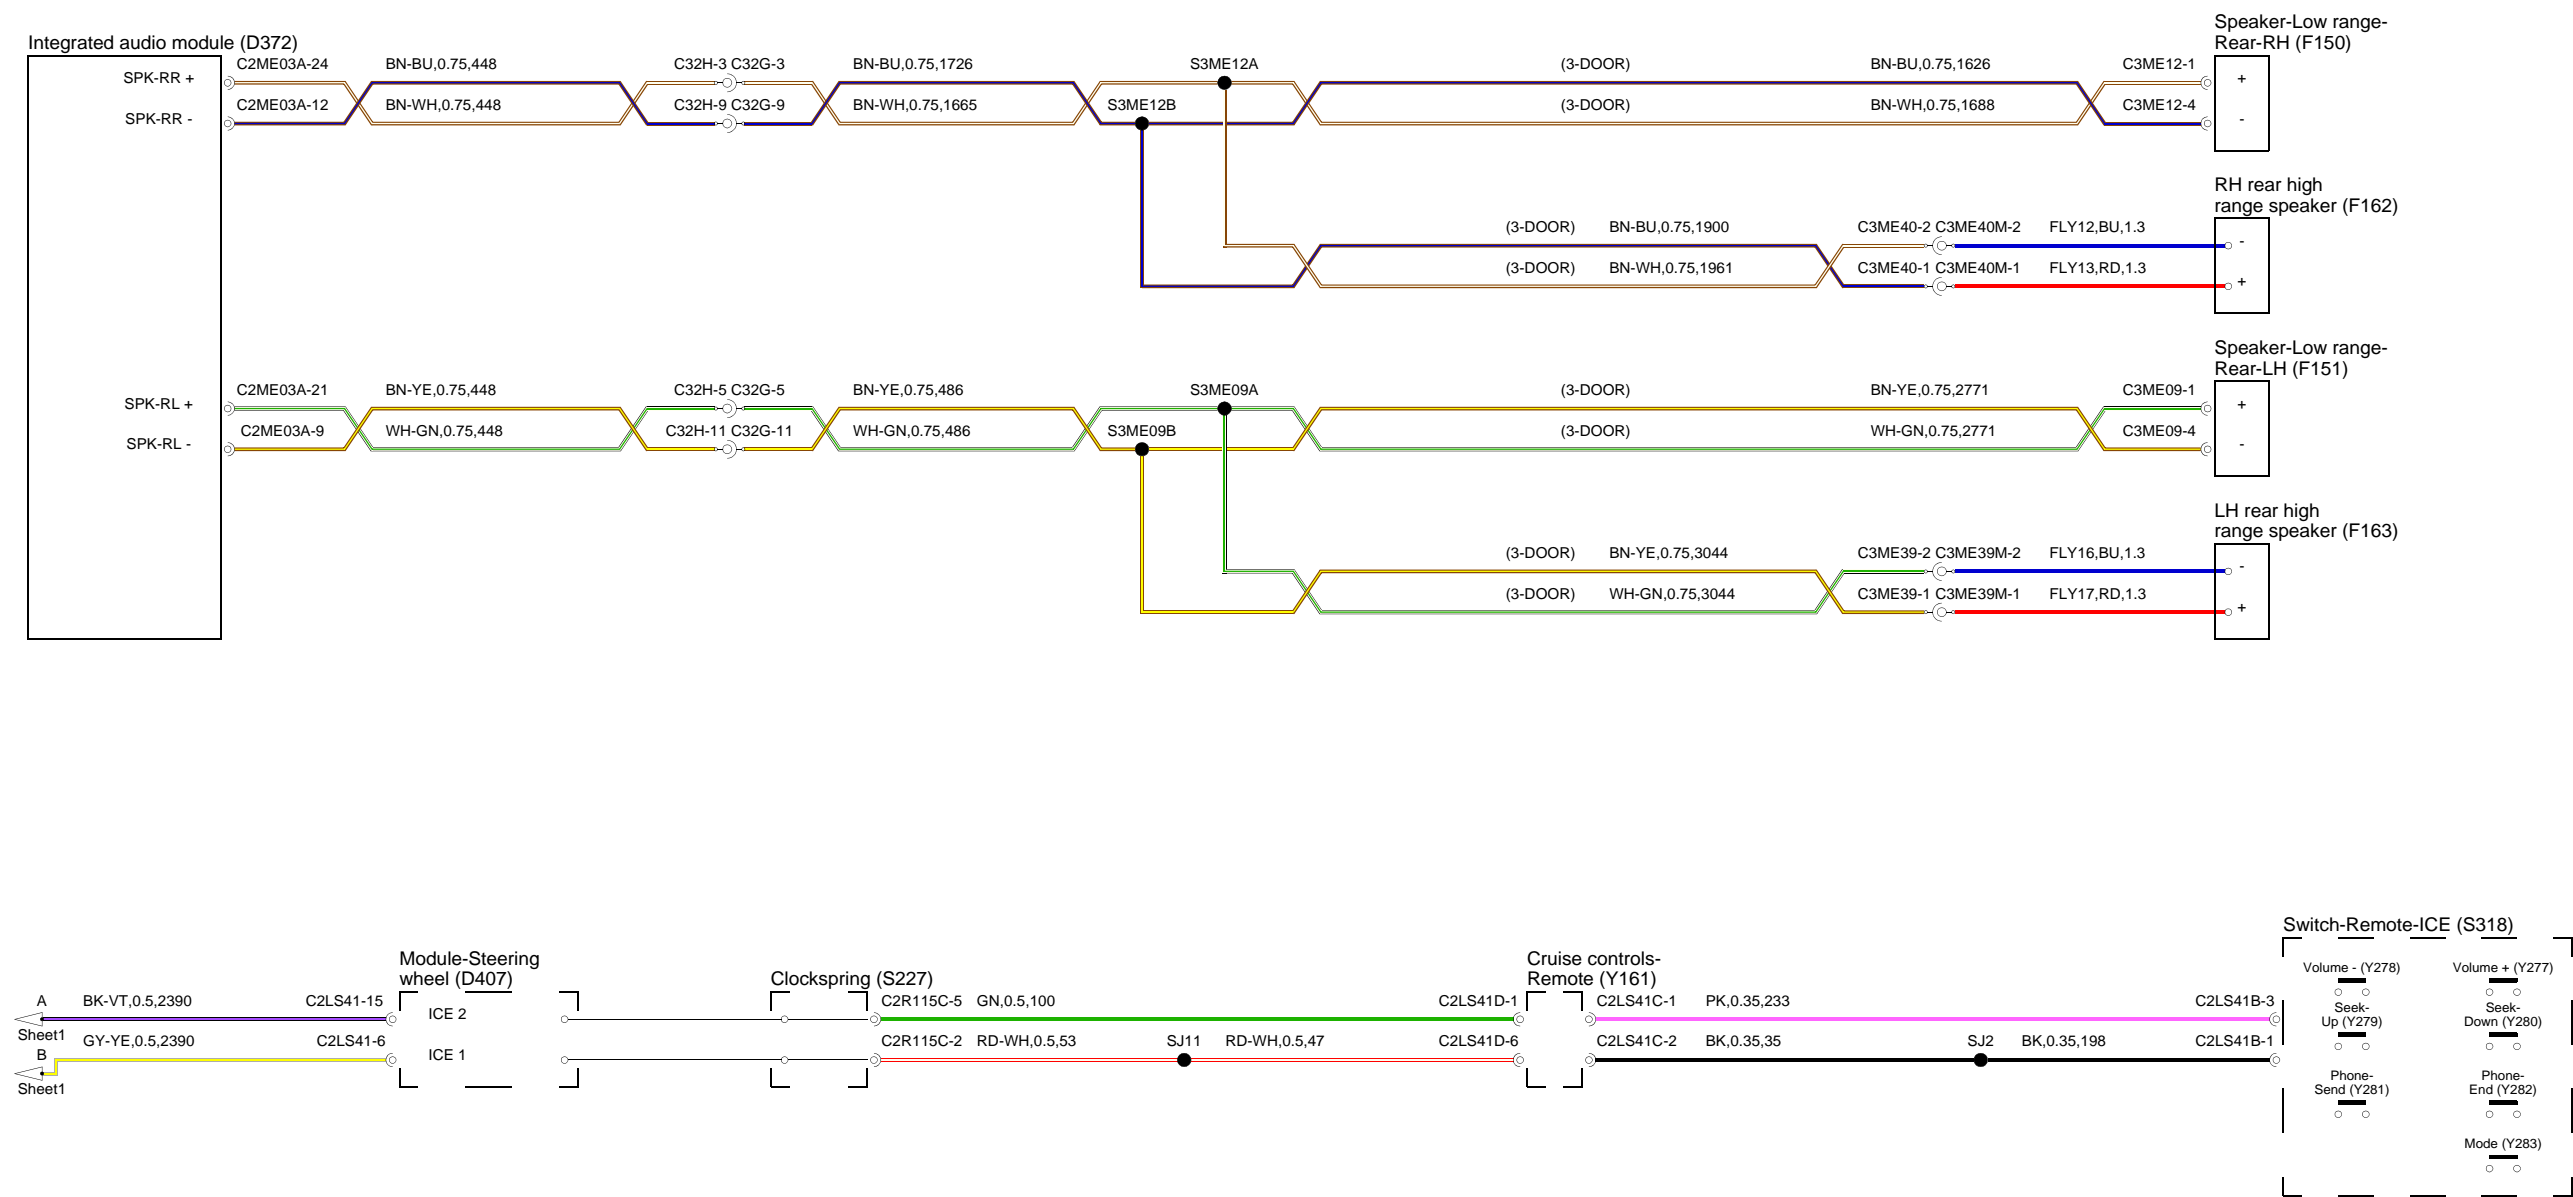 Speaker-Low range-
Rear-RH (F150)
Integrated audio module (D372)
SPK-RR + C2ME03A-24 BN-BU,0.75,448 C32H-3 C32G-3 BN-BU,0.75,1726 S3ME12A (3-DOOR) BN-BU,0.75,1626 C3ME12-1 +
SPK-RR - C2ME03A-12 BN-WH,0.75,448 C32H-9 C32G-9 BN-WH,0.75,1665 S3ME12B (3-DOOR) BN-WH,0.75,1688 C3ME12-4 -
RH rear high
range speaker (F162)
(3-DOOR) BN-BU,0.75,1900 C3ME40-2 C3ME40M-2 FLY12,BU,1.3 -
(3-DOOR) BN-WH,0.75,1961 C3ME40-1 C3ME40M-1 FLY13,RD,1.3 +
Speaker-Low range-
Rear-LH (F151)
SPK-RL + C2ME03A-21 BN-YE,0.75,448 C32H-5 C32G-5 BN-YE,0.75,486 S3ME09A (3-DOOR) BN-YE,0.75,2771 C3ME09-1 +
SPK-RL - C2ME03A-9 WH-GN,0.75,448 C32H-11 C32G-11 WH-GN,0.75,486 S3ME09B (3-DOOR) WH-GN,0.75,2771 C3ME09-4 -
LH rear high
range speaker (F163)
(3-DOOR) BN-YE,0.75,3044 C3ME39-2 C3ME39M-2 FLY16,BU,1.3 -
(3-DOOR) WH-GN,0.75,3044 C3ME39-1 C3ME39M-1 FLY17,RD,1.3 +
Switch-Remote-ICE (S318)
Module-Steering
wheel (D407)
Clockspring (S227)
Cruise controls-
Remote (Y161)
A BK-VT,0.5,2390 C2LS41-15 ICE 2 C2R115C-5 GN,0.5,100 C2LS41D-1 C2LS41C-1 PK,0.35,233 C2LS41B-3
Sheet1
B GY-YE,0.5,2390 C2LS41-6 ICE 1 C2R115C-2 RD-WH,0.5,53 SJ11 RD-WH,0.5,47 C2LS41D-6 C2LS41C-2 BK,0.35,35 SJ2 BK,0.35,198 C2LS41B-1
Sheet1
Volume - (Y278) Volume + (Y277)
Seek-
Up (Y279)
Seek-
Down (Y280)
Phone-
Send (Y281)
Phone-
End (Y282)
Mode (Y283)